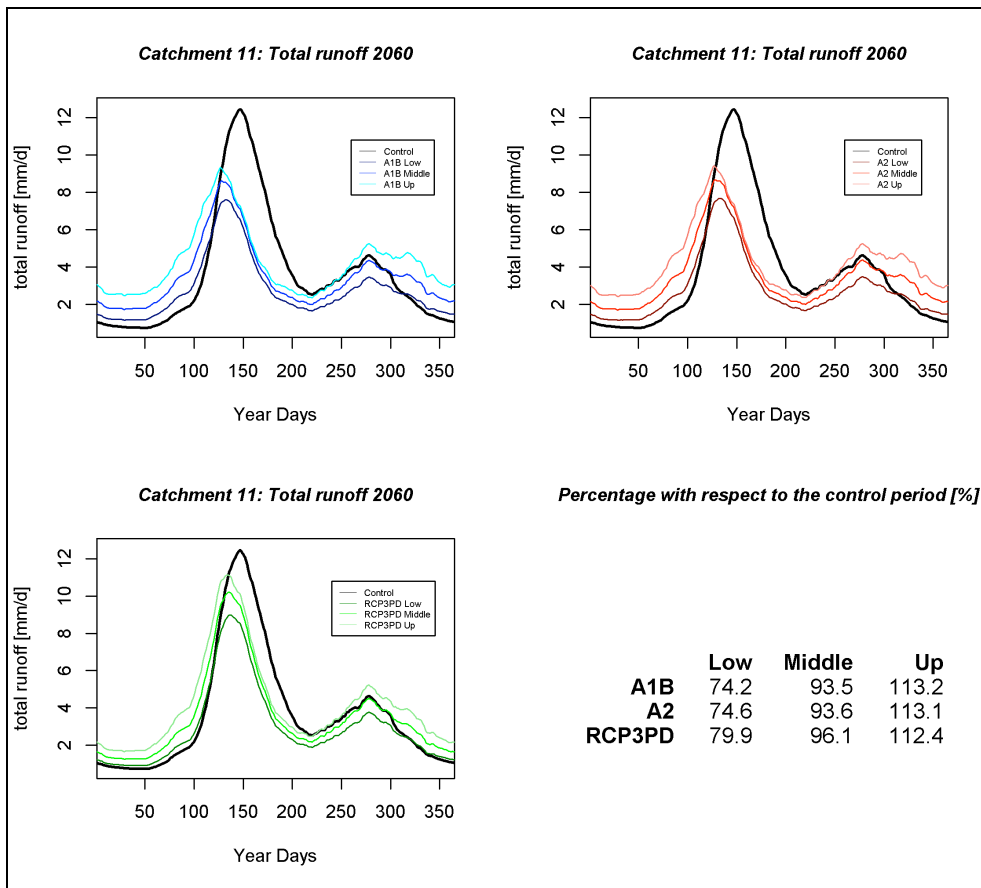 Catchment 11: Total runoff 2060
total runoff [mm/d]
12
10
8
6
4
2
Control
A1B Low
A1B Middle
A1B Up
50 100 150 200 250 300 350
Year Days
Catchment 11: Total runoff 2060
total runoff [mm/d]
12
10
8
6
4
2
Control
A2 Low
A2 Middle
A2 Up
50 100 150 200 250 300 350
Year Days
Catchment 11: Total runoff 2060
total runoff [mm/d]
12
10
8
6
4
2
Control
RCP3PD Low
RCP3PD Middle
RCP3PD Up
50 100 150 200 250 300 350
Year Days
Percentage with respect to the control period [%]
Low Middle Up
A1B 74.2 93.5 113.2
A2 74.6 93.6 113.1
RCP3PD 79.9 96.1 112.4